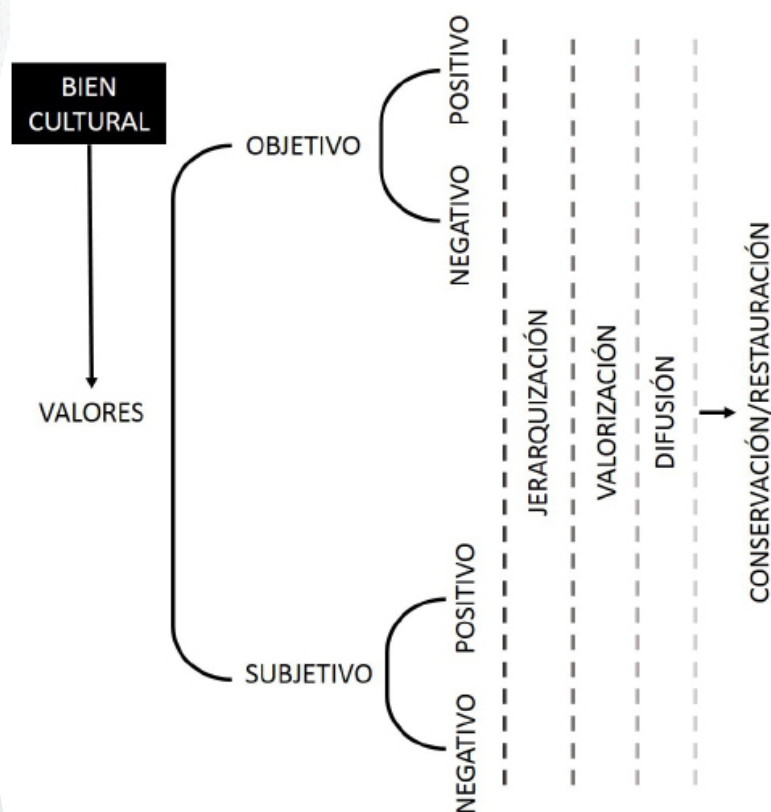 BIEN
CULTURAL
VALORES
OBJETIVO
POSITIVO
NEGATIVO
SUBJETIVO
POSITIVO
NEGATIVO
JERARQUIZACIÓN
VALORIZACIÓN
DIFUSIÓN
CONSERVACIÓN/RESTAURACIÓN